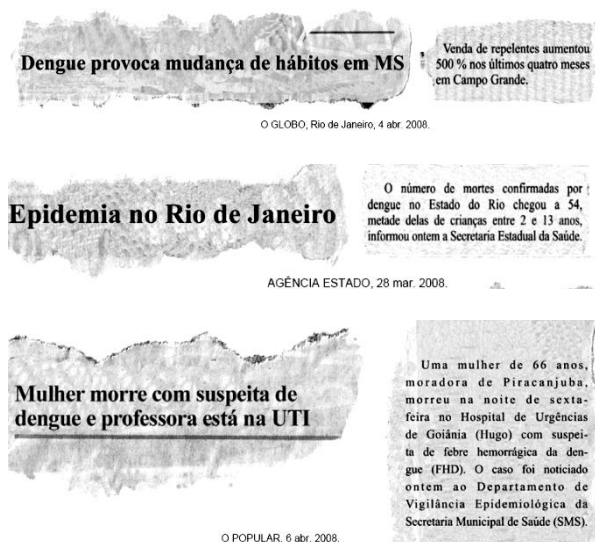 Dengue provoca mudança de hábitos em MS
Venda de repelentes aumentou
500 % nos últimos quatro meses
em Campo Grande.
O GLOBO, Rio de Janeiro, 4 abr. 2008.
Epidemia no Rio de Janeiro
O número de mortes confirmadas por
dengue no Estado do Rio chegou a 54,
metade delas de crianças entre 2 e 13 anos,
informou ontem a Secretaria Estadual da Saúde.
AGÊNCIA ESTADO, 28 mar. 2008.
Mulher morre com suspeita de
dengue e professora está na UTI
Uma mulher de 66 anos,
moradora de Piracanjuba,
morreu na noite de sexta-
feira no Hospital de Urgências
de Goiânia (Hugo) com suspei-
ta de febre hemorrágica da den-
gue (FHD). O caso foi noticiado
ontem ao Departamento de
Vigilância Epidemiológica da
Secretaria Municipal de Saúde (SMS).
O POPULAR, 6 abr. 2008.